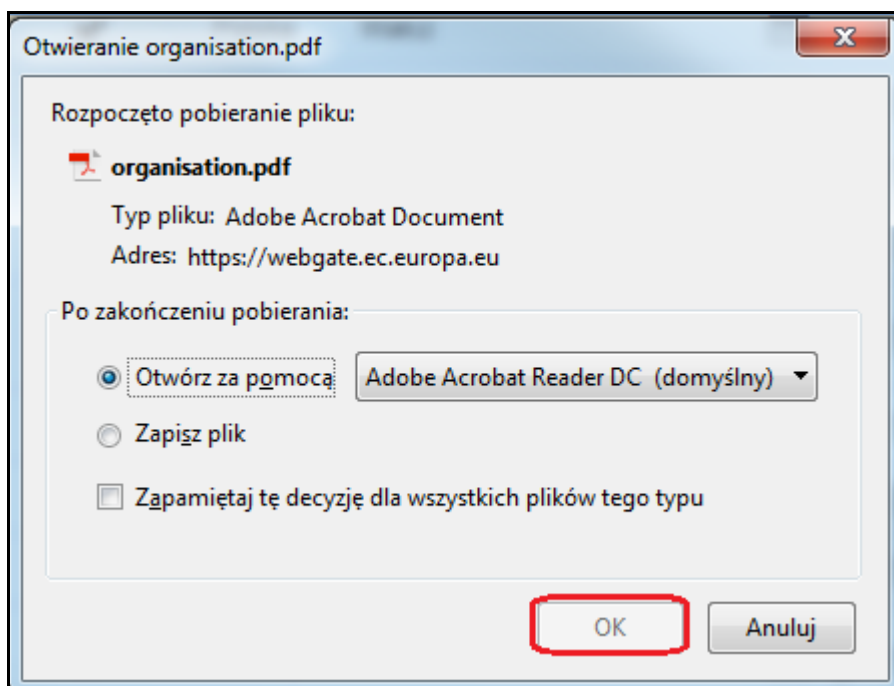 Otwieranie organisation.pdf
Rozpoczęto pobieranie pliku:
organisation.pdf
Typ pliku: Adobe Acrobat Document
Adres: https://webgate.ec.europa.eu
Po zakończeniu pobierania:
Otwórz za pomocą Adobe Acrobat Reader DC (domyślny)
Zapisz plik
Zapamiętaj tę decyzję dla wszystkich plików tego typu
OK Anuluj